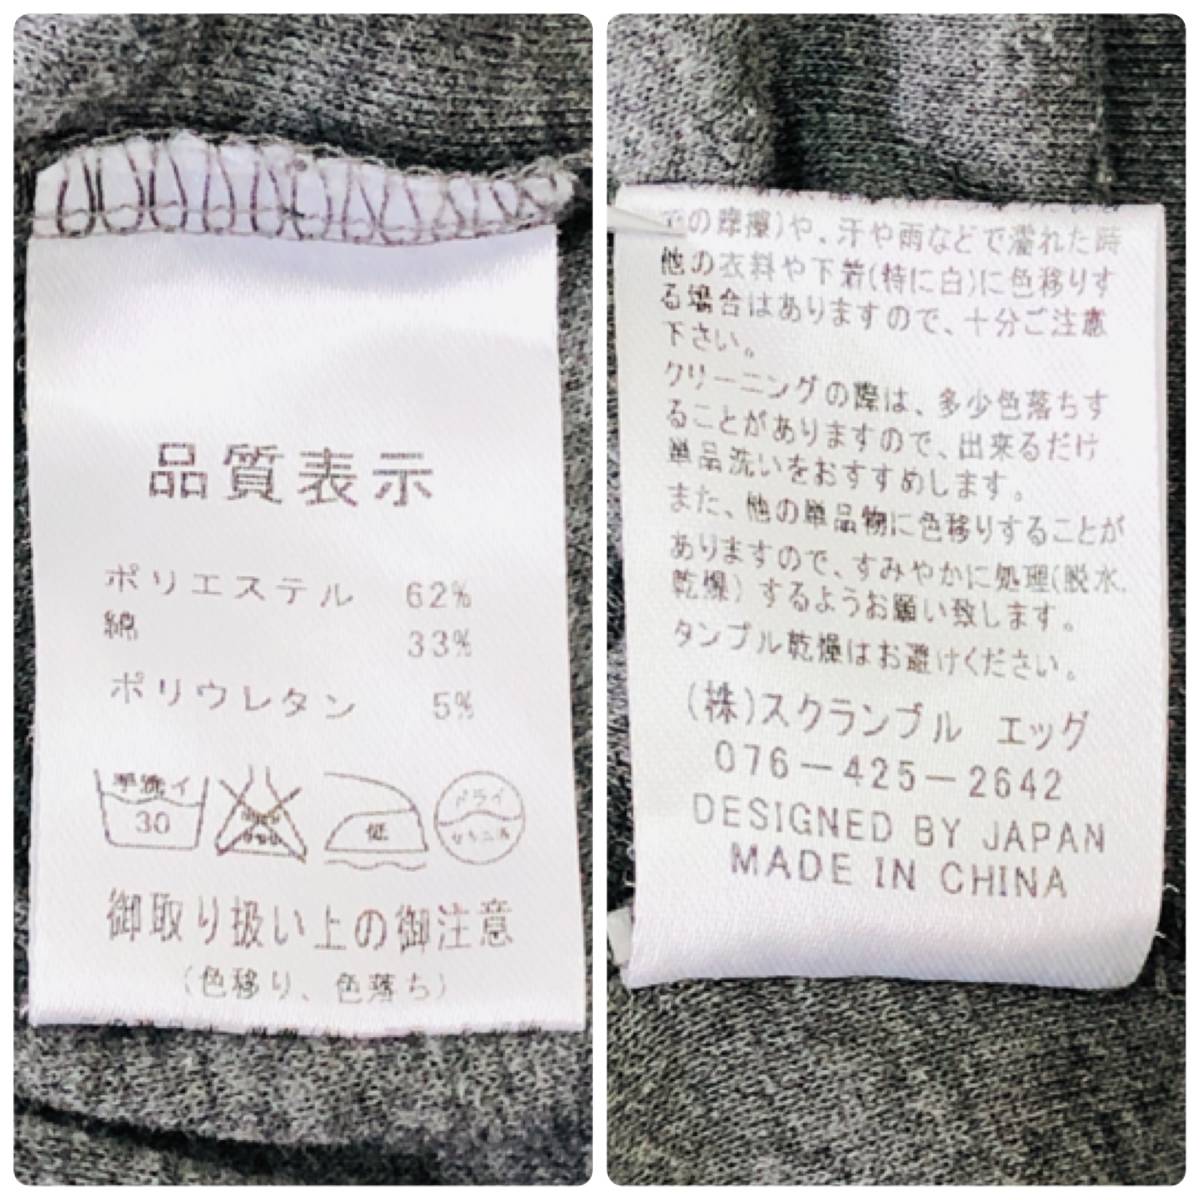 品質表示
ポリエステル 62%
綿 33%
ポリウレタン 5%
手洗イ
30
低
ドライ
セキユ系
御取り扱い上の御注意
(色移り、色落ち)
の摩擦)や、汗や雨などで濡れた時
他の衣料や下着(特に白)に色移りす
る場合はありますので、十分ご注意
下さい。
クリーニングの際は、多少色落ちす
ることがありますので、出来るだけ
単品洗いをおすすめします。
また、他の単品物に色移りすることが
ありますので、すみやかに処理(脱水.
乾燥)するようお願い致します。
タンブル乾燥はお避けください。
(株)スクランブル エッグ
076-425-2642
DESIGNED BY JAPAN
MADE IN CHINA